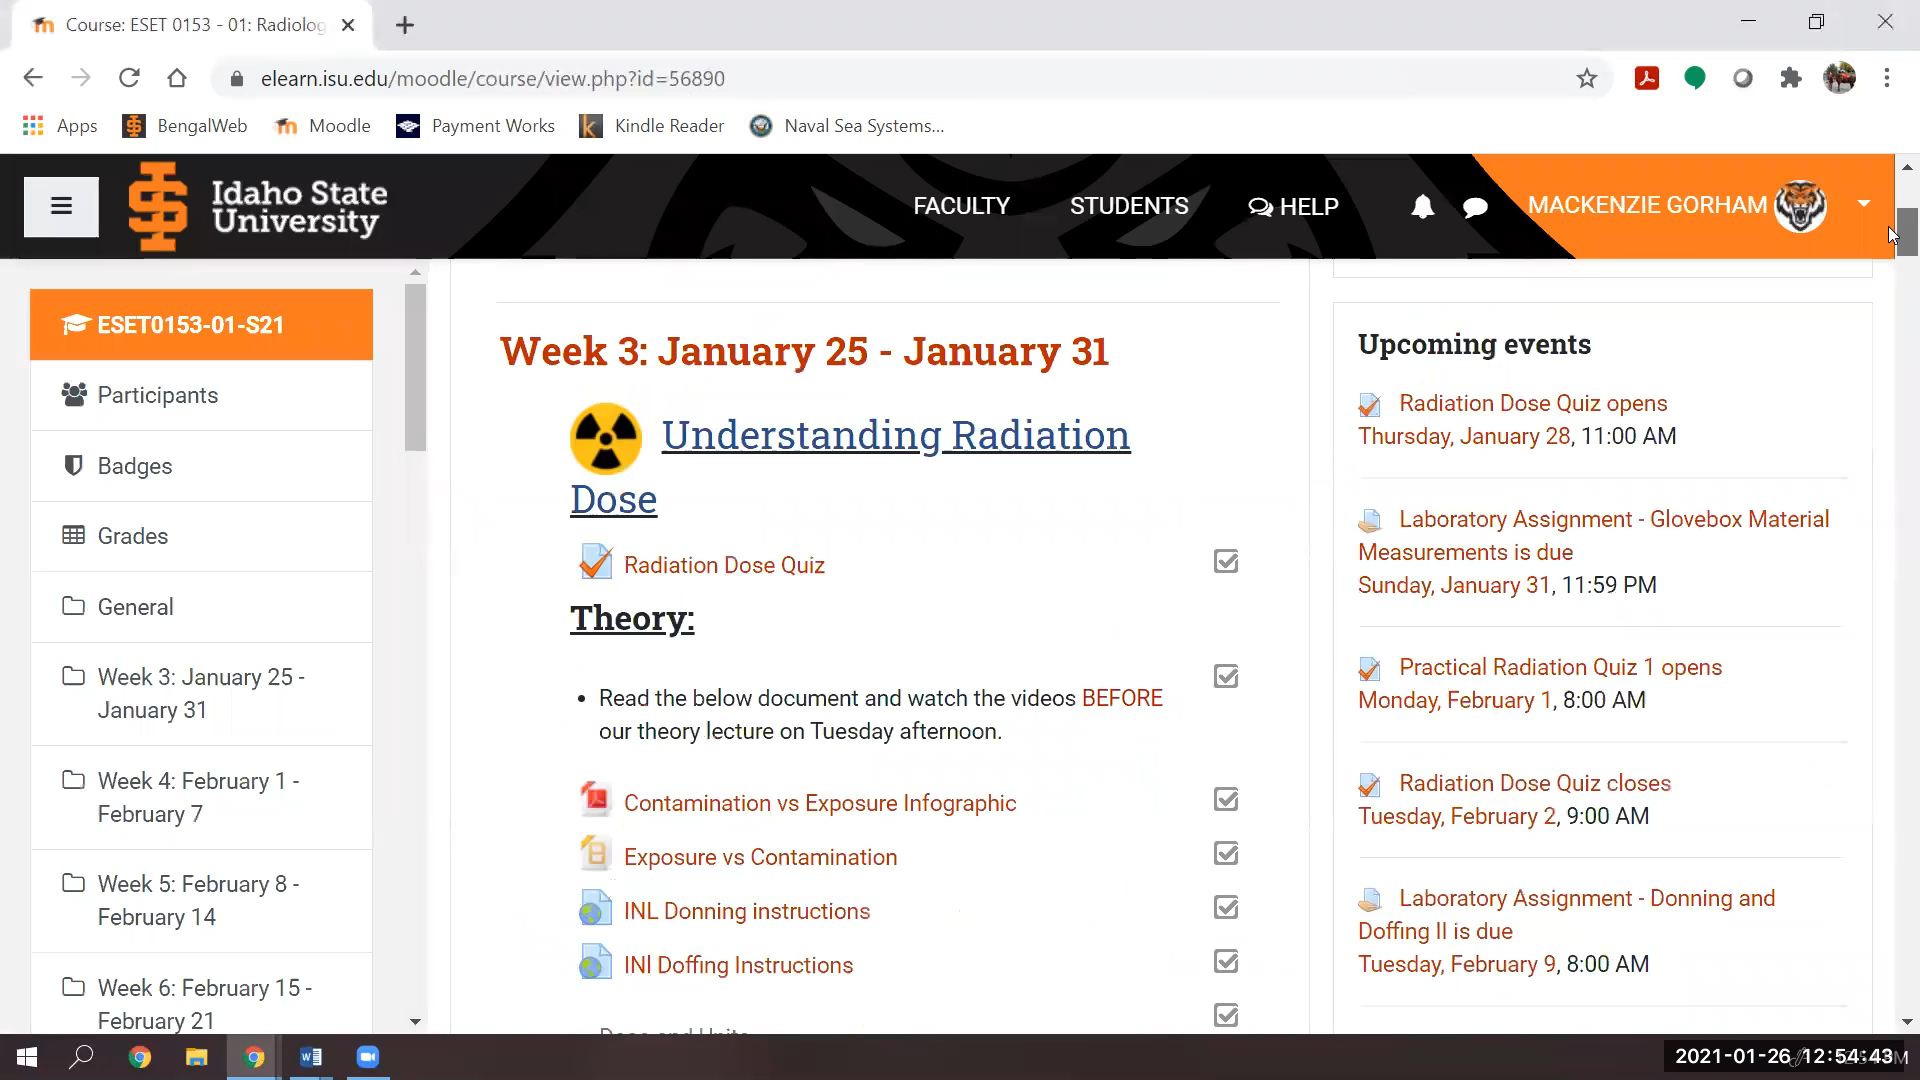 Course: ESET 0153 - 01: Radiolog
elearn.isu.edu/moodle/course/view.php?id=56890
Apps
BengalWeb
Moodle
Payment Works
Kindle Reader
Naval Sea Systems...
Idaho State
University
FACULTY
STUDENTS
HELP
MACKENZIE GORHAM
ESET0153-01-S21
Participants
Badges
Grades
General
Week 3: January 25 -
January 31
Week 4: February 1 -
February 7
Week 5: February 8 -
February 14
Week 6: February 15 -
February 21
Week 3: January 25 - January 31
Understanding Radiation
Dose
Radiation Dose Quiz
Theory:
• Read the below document and watch the videos BEFORE
our theory lecture on Tuesday afternoon.
Contamination vs Exposure Infographic
Exposure vs Contamination
INL Donning instructions
INl Doffing Instructions
Dose and Units
Upcoming events
Radiation Dose Quiz opens
Thursday, January 28, 11:00 AM
Laboratory Assignment - Glovebox Material
Measurements is due
Sunday, January 31, 11:59 PM
Practical Radiation Quiz 1 opens
Monday, February 1, 8:00 AM
Radiation Dose Quiz closes
Tuesday, February 2, 9:00 AM
Laboratory Assignment - Donning and
Doffing II is due
Tuesday, February 9, 8:00 AM
2021-01-26 12:54:43